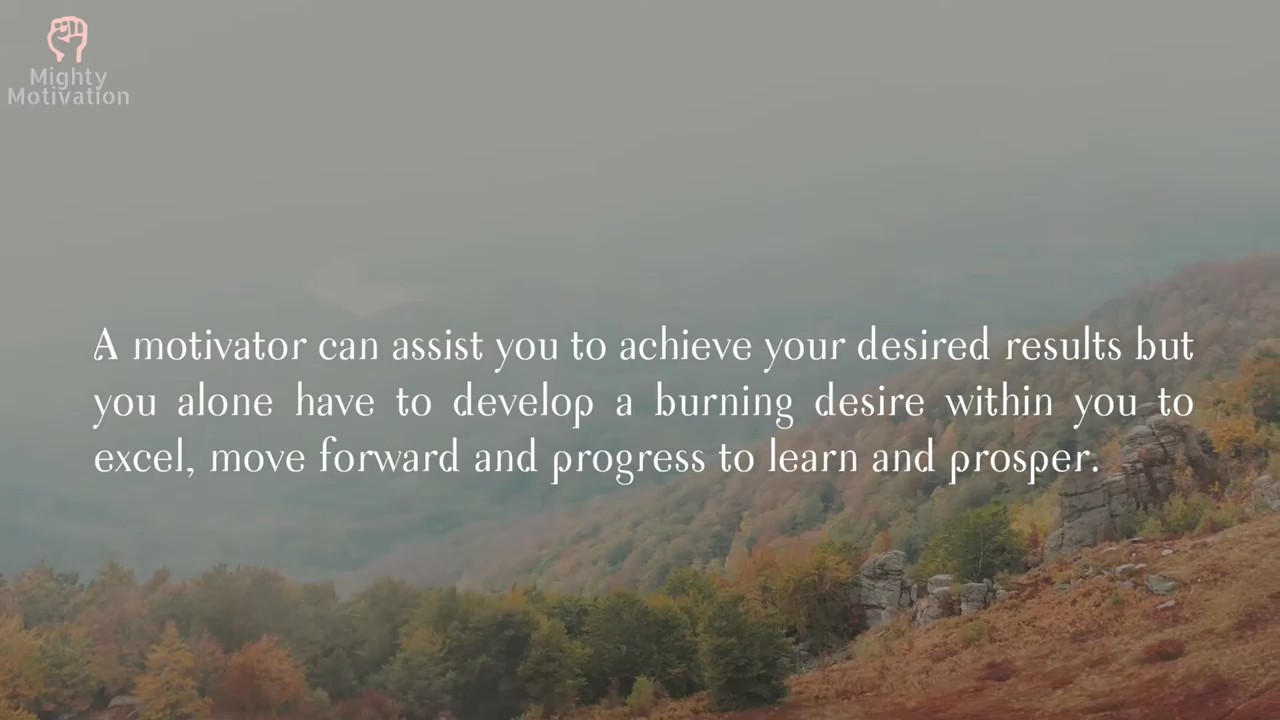 Mighty
Motivation
A motivator can assist you to achieve your desired results but
you alone have to develop a burning desire within you to
excel, move forward and progress to learn and prosper.